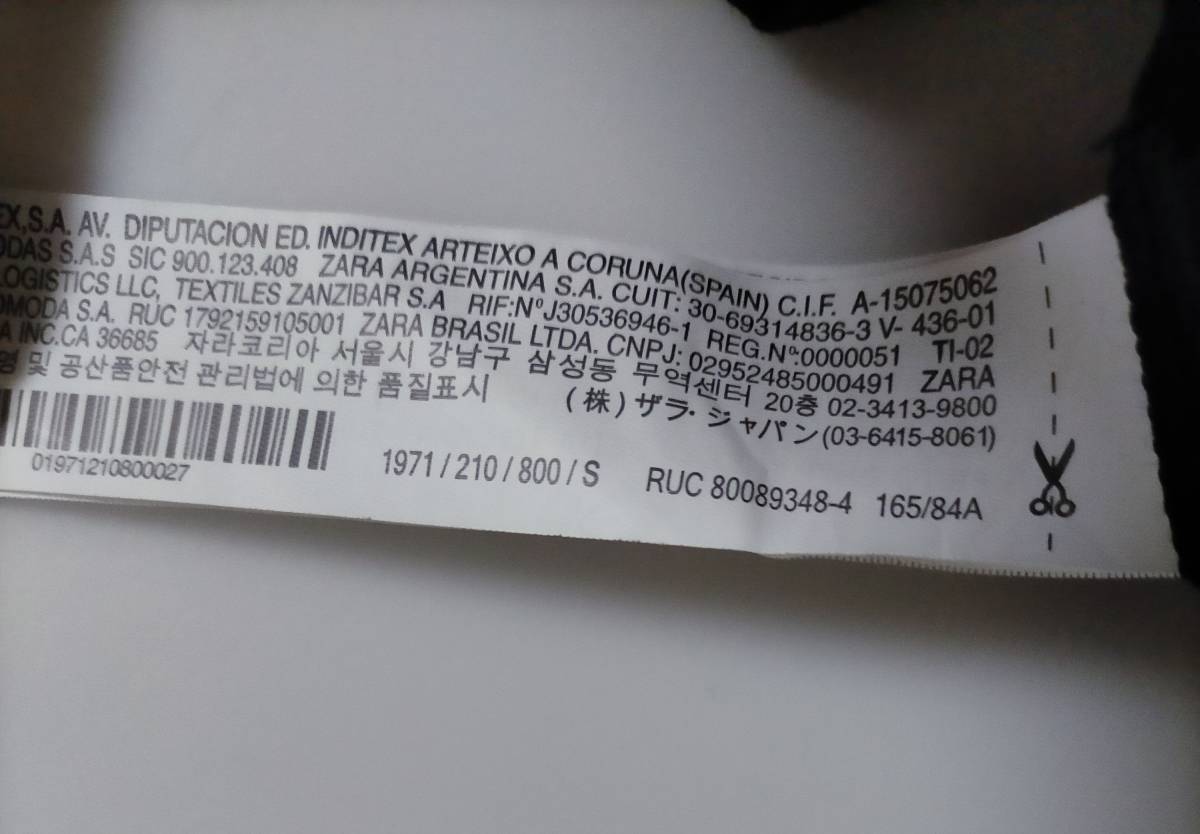 EX,S.A. AV. DIPUTACION ED. INDITEX ARTEIXO A CORUNA(SPAIN) C.I.F. A-15075062
ODAS S.A.S SIC 900.123.408 ZARA ARGENTINA S.A. CUIT: 30-69314836-3 V- 436-01
LOGISTICS LLC, TEXTILES ZANZIBAR S.A RIF:NºJ30536946-1 REG.Nº:0000051 TI-02
OMODA S.A. RUC 1792159105001 ZARA BRASIL LTDA. CNPJ: 02952485000491 ZARA
A INC.CA 36685 자라코리아 서울시 강남구 삼성동 무역센터 20층 02-3413-9800
명 및 공산품안전 관리법에 의한 품질표시 (株)ザラ・ジャパン(03-6415-8061)
01971210800027 1971/210/800/S RUC 80089348-4 165/84A